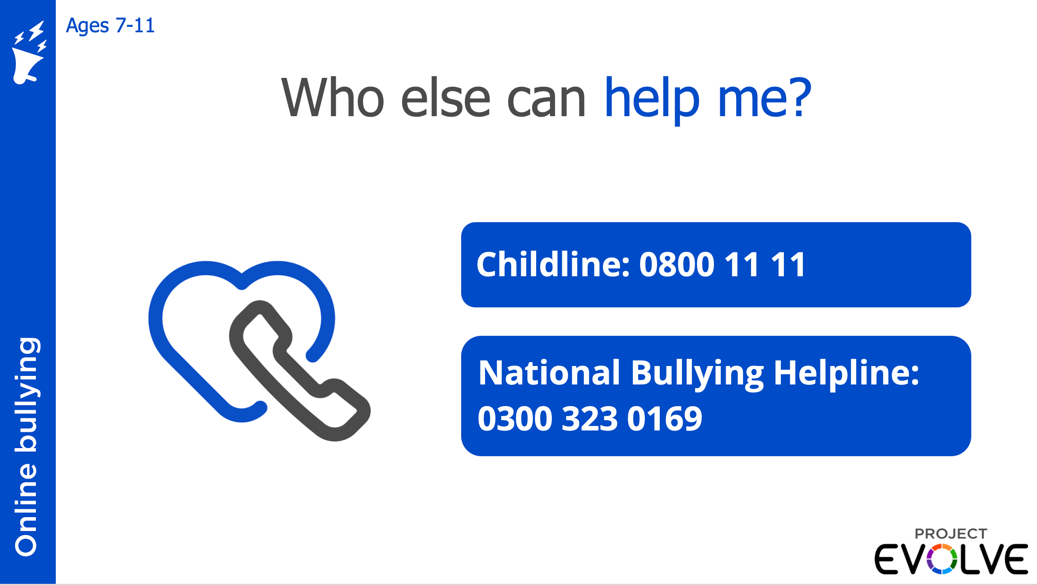 Ages 7-11
Who else can help me?
Childline: 0800 11 11
National Bullying Helpline:
0300 323 0169
Online bullying
PROJECT
EVOLVE